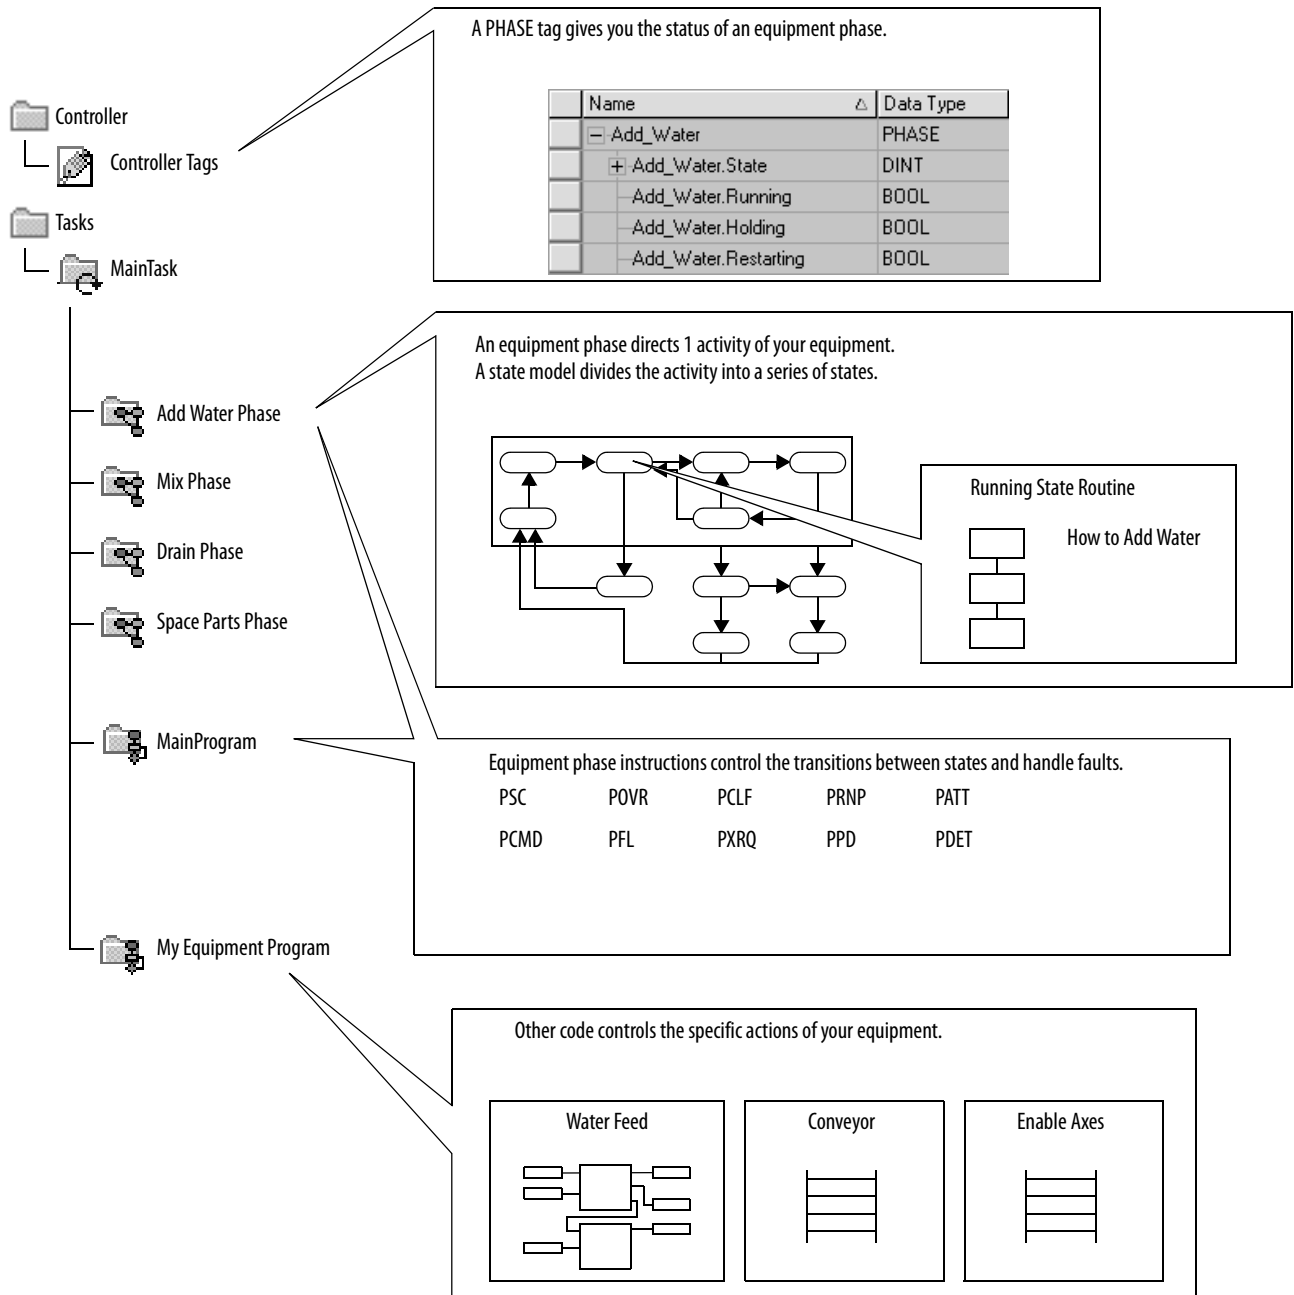 A PHASE tag gives you the status of an equipment phase.
Name Data Type
Add_Water PHASE
Add_Water.State DINT
Add_Water.Running BOOL
Add_Water.Holding BOOL
Add_Water.Restarting BOOL
Controller
Controller Tags
Tasks
MainTask
An equipment phase directs 1 activity of your equipment.
A state model divides the activity into a series of states.
Add Water Phase
Mix Phase
Drain Phase
Space Parts Phase
Running State Routine
How to Add Water
MainProgram
Equipment phase instructions control the transitions between states and handle faults.
PSC POVR PCLF PRNP PATT
PCMD PFL PXRQ PPD PDET
My Equipment Program
Other code controls the specific actions of your equipment.
Water Feed
Conveyor
Enable Axes